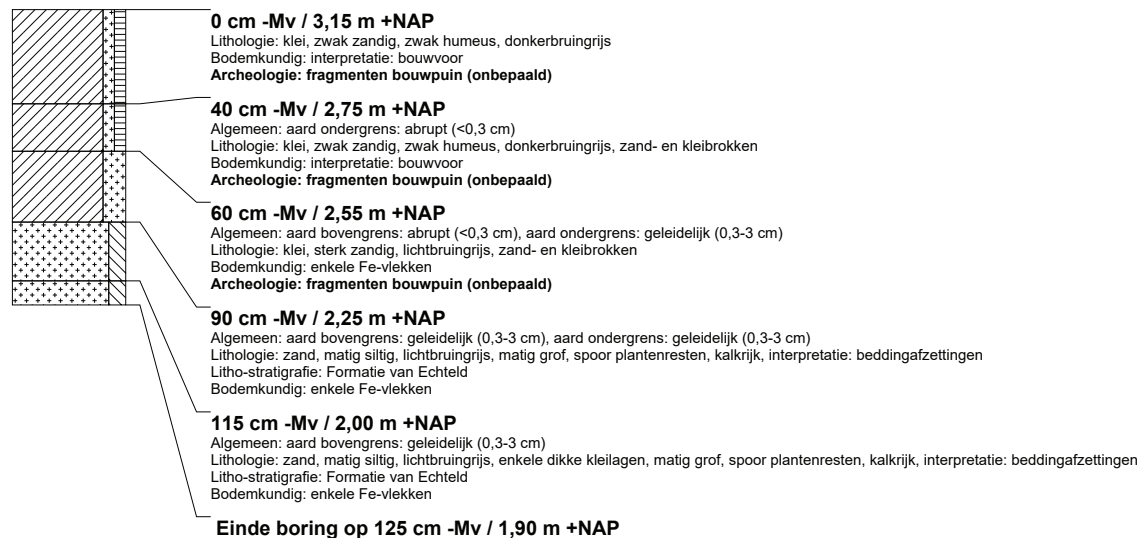 0 cm -Mv / 3,15 m +NAP
Lithologie: klei, zwak zandig, zwak humeus, donkerbruingrijs
Bodemkundig: interpretatie: bouwvoor
Archeologie: fragmenten bouwpuin (onbepaald)
40 cm -Mv / 2,75 m +NAP
Algemeen: aard ondergrens: abrupt (<0,3 cm)
Lithologie: klei, zwak zandig, zwak humeus, donkerbruingrijs, zand- en kleibrokken
Bodemkundig: interpretatie: bouwvoor
Archeologie: fragmenten bouwpuin (onbepaald)
60 cm -Mv / 2,55 m +NAP
Algemeen: aard bovengrens: abrupt (<0,3 cm), aard ondergrens: geleidelijk (0,3-3 cm)
Lithologie: klei, sterk zandig, lichtbruingrijs, zand- en kleibrokken
Bodemkundig: enkele Fe-vlekken
Archeologie: fragmenten bouwpuin (onbepaald)
90 cm -Mv / 2,25 m +NAP
Algemeen: aard bovengrens: geleidelijk (0,3-3 cm), aard ondergrens: geleidelijk (0,3-3 cm)
Lithologie: zand, matig siltig, lichtbruingrijs, matig grof, spoor plantenresten, kalkrijk, interpretatie: beddingafzettingen
Litho-stratigrafie: Formatie van Echteld
Bodemkundig: enkele Fe-vlekken
115 cm -Mv / 2,00 m +NAP
Algemeen: aard bovengrens: geleidelijk (0,3-3 cm)
Lithologie: zand, matig siltig, lichtbruingrijs, enkele dikke kleilagen, matig grof, spoor plantenresten, kalkrijk, interpretatie: beddingafzettingen
Litho-stratigrafie: Formatie van Echteld
Bodemkundig: enkele Fe-vlekken
Einde boring op 125 cm -Mv / 1,90 m +NAP